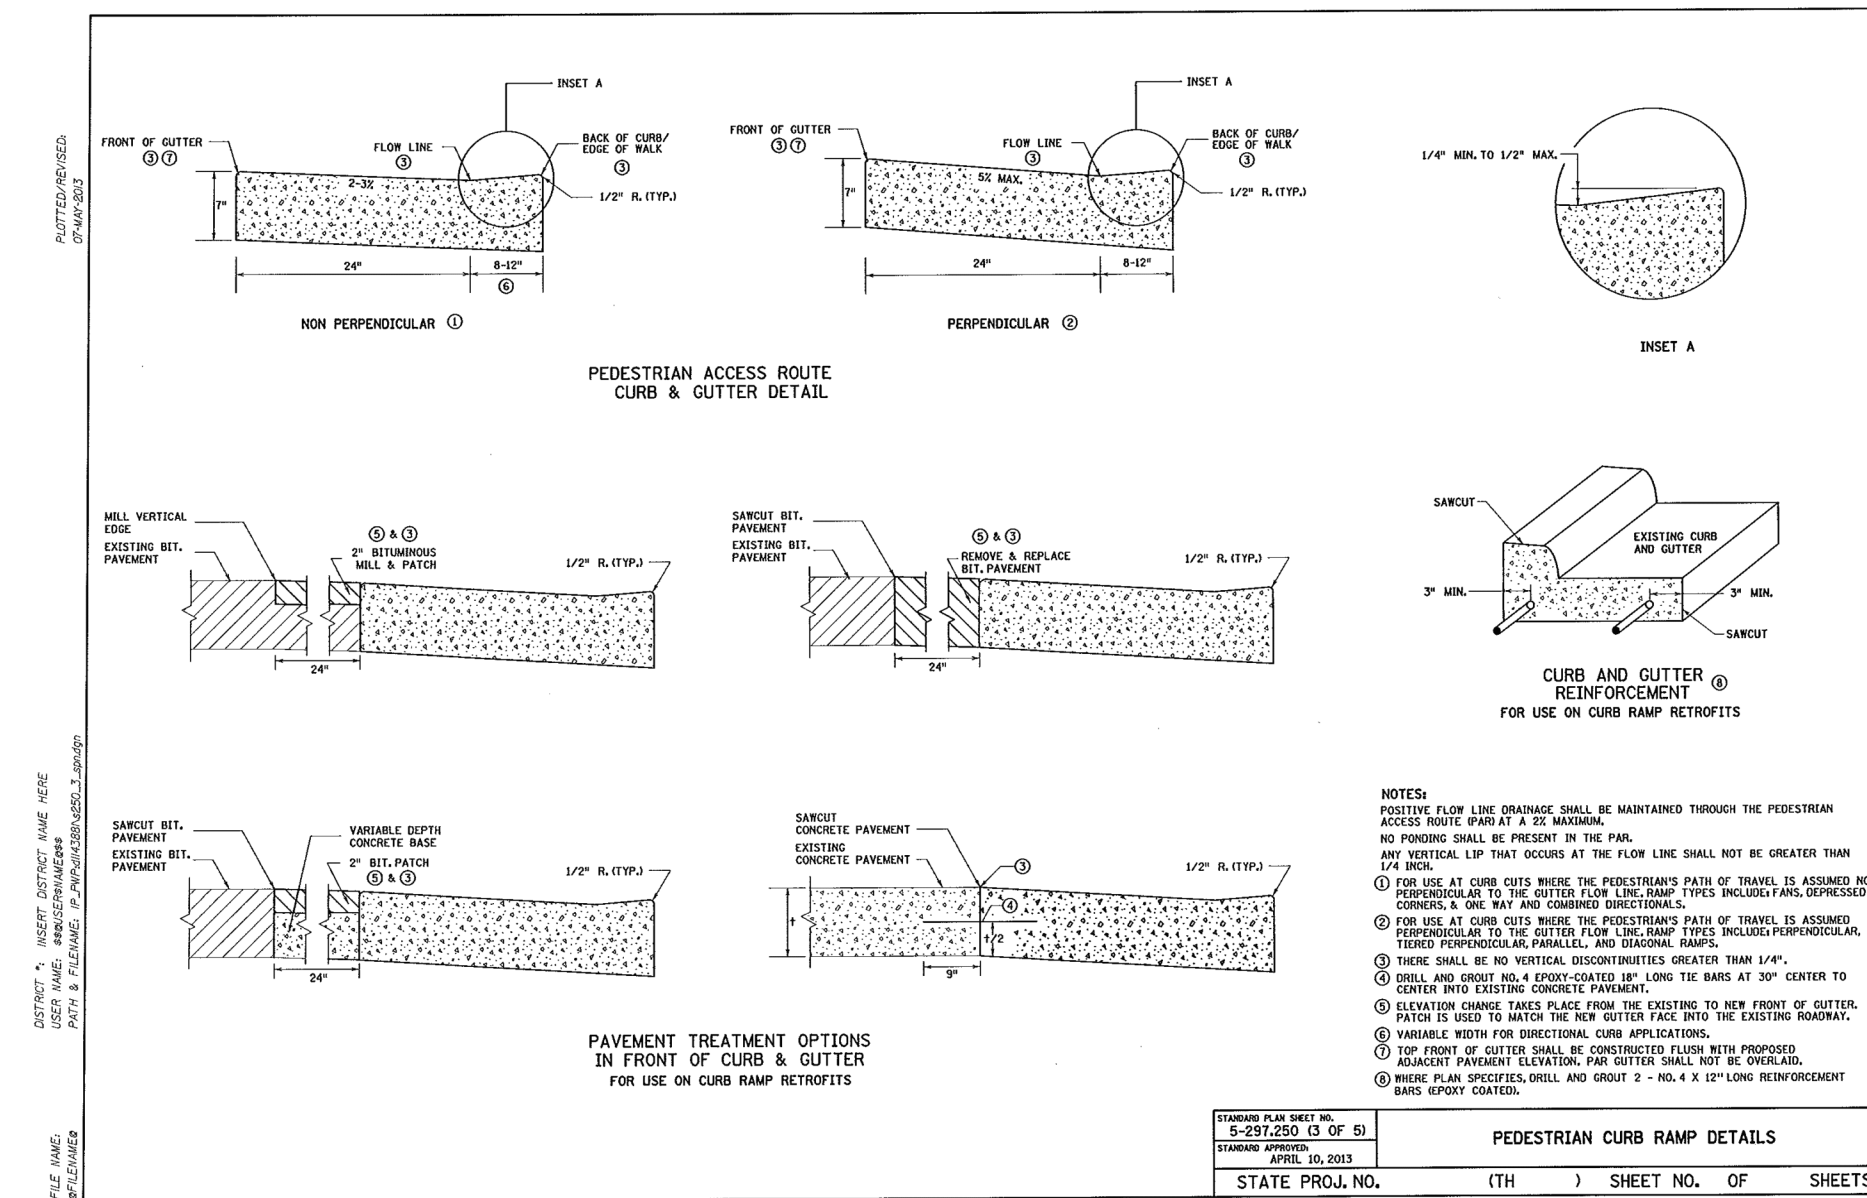 INSET A
FRONT OF GUTTER
③⑦
FLOW LINE
③
BACK OF CURB/
EDGE OF WALK
③
2-3%
1/2" R. (TYP.)
7"
24"
8-12"
⑥
NON PERPENDICULAR ①
INSET A
FRONT OF GUTTER
③⑦
FLOW LINE
③
BACK OF CURB/
EDGE OF WALK
③
5% MAX.
1/2" R. (TYP.)
7"
24"
8-12"
PERPENDICULAR ②
1/4" MIN. TO 1/2" MAX.
INSET A
PEDESTRIAN ACCESS ROUTE
CURB & GUTTER DETAIL
MILL VERTICAL
EDGE
EXISTING BIT.
PAVEMENT
⑤ & ③
2" BITUMINOUS
MILL & PATCH
1/2" R. (TYP.)
24"
SAWCUT BIT.
PAVEMENT
EXISTING BIT.
PAVEMENT
⑤ & ③
REMOVE & REPLACE
BIT. PAVEMENT
1/2" R. (TYP.)
24"
SAWCUT
EXISTING CURB
AND GUTTER
3" MIN.
3" MIN.
SAWCUT
CURB AND GUTTER
REINFORCEMENT ⑧
FOR USE ON CURB RAMP RETROFITS
SAWCUT BIT.
PAVEMENT
EXISTING BIT.
PAVEMENT
VARIABLE DEPTH
CONCRETE BASE
2" BIT. PATCH
⑤ & ③
1/2" R. (TYP.)
24"
SAWCUT
CONCRETE PAVEMENT
EXISTING
CONCRETE PAVEMENT
③
④
1/2" R. (TYP.)
t
t/2
9"
PAVEMENT TREATMENT OPTIONS
IN FRONT OF CURB & GUTTER
FOR USE ON CURB RAMP RETROFITS
NOTES:
POSITIVE FLOW LINE DRAINAGE SHALL BE MAINTAINED THROUGH THE PEDESTRIAN
ACCESS ROUTE (PAR) AT A 2% MAXIMUM.
NO PONDING SHALL BE PRESENT IN THE PAR.
ANY VERTICAL LIP THAT OCCURS AT THE FLOW LINE SHALL NOT BE GREATER THAN
1/4 INCH.
① FOR USE AT CURB CUTS WHERE THE PEDESTRIAN'S PATH OF TRAVEL IS ASSUMED NO
PERPENDICULAR TO THE GUTTER FLOW LINE. RAMP TYPES INCLUDE: FANS, DEPRESSED
CORNERS, & ONE WAY AND COMBINED DIRECTIONALS.
② FOR USE AT CURB CUTS WHERE THE PEDESTRIAN'S PATH OF TRAVEL IS ASSUMED
PERPENDICULAR TO THE GUTTER FLOW LINE. RAMP TYPES INCLUDE: PERPENDICULAR,
TIERED PERPENDICULAR, PARALLEL, AND DIAGONAL RAMPS.
③ THERE SHALL BE NO VERTICAL DISCONTINUITIES GREATER THAN 1/4".
④ DRILL AND GROUT NO. 4 EPOXY-COATED 18" LONG TIE BARS AT 30" CENTER TO
CENTER INTO EXISTING CONCRETE PAVEMENT.
⑤ ELEVATION CHANGE TAKES PLACE FROM THE EXISTING TO NEW FRONT OF GUTTER.
PATCH IS USED TO MATCH THE NEW GUTTER FACE INTO THE EXISTING ROADWAY.
⑥ VARIABLE WIDTH FOR DIRECTIONAL CURB APPLICATIONS.
⑦ TOP FRONT OF GUTTER SHALL BE CONSTRUCTED FLUSH WITH PROPOSED
ADJACENT PAVEMENT ELEVATION. PAR GUTTER SHALL NOT BE OVERLAID.
⑧ WHERE PLAN SPECIFIES, DRILL AND GROUT 2 - NO. 4 X 12" LONG REINFORCEMENT
BARS (EPOXY COATED).
STANDARD PLAN SHEET NO.
5-297.250 (3 OF 5)
STANDARD APPROVED:
APRIL 10, 2013
PEDESTRIAN CURB RAMP DETAILS
STATE PROJ. NO. (TH ) SHEET NO. OF SHEETS
PLOTTED/REVISED:
07-MAY-2013
DISTRICT *: INSERT DISTRICT NAME HERE
USER NAME:
PATH & FILENAME:
FILE NAME: